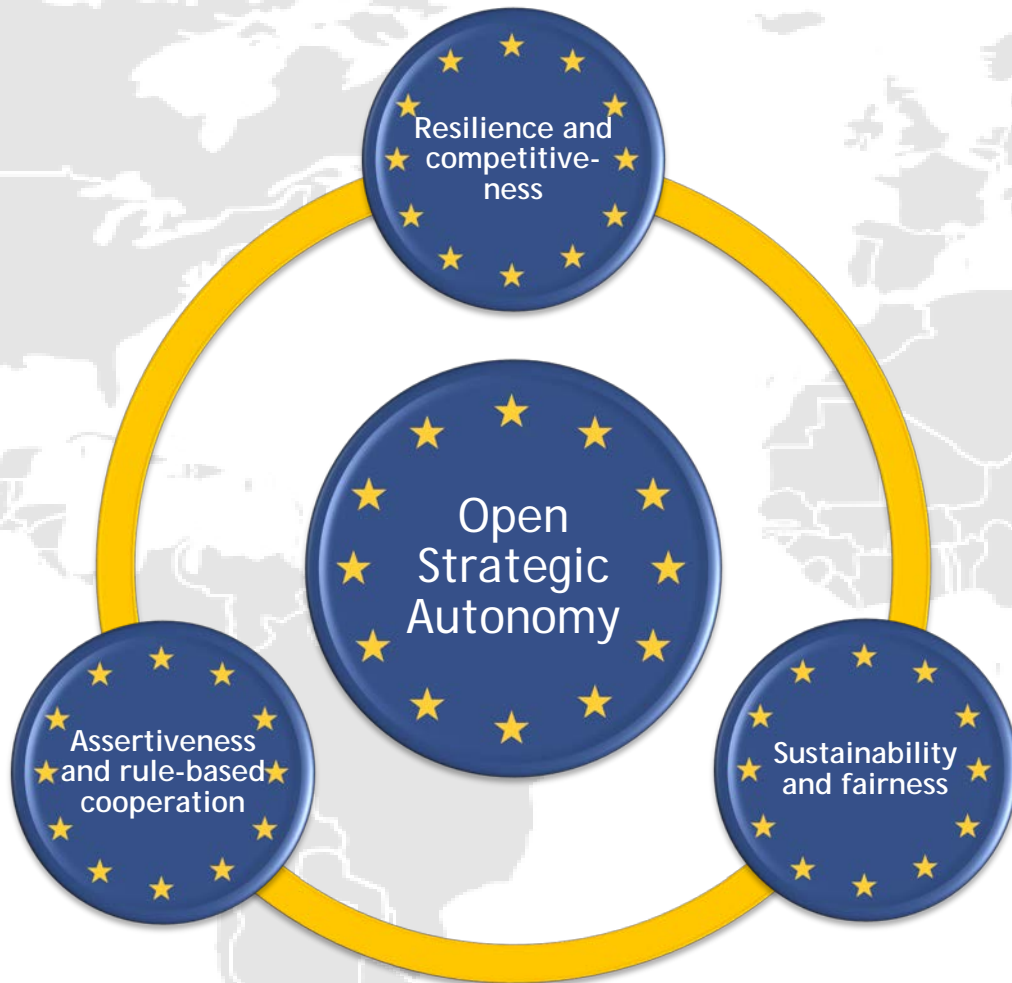 Resilience and
competitive-
ness
Open
Strategic
Autonomy
Assertiveness
and rule-based
cooperation
Sustainability
and fairness